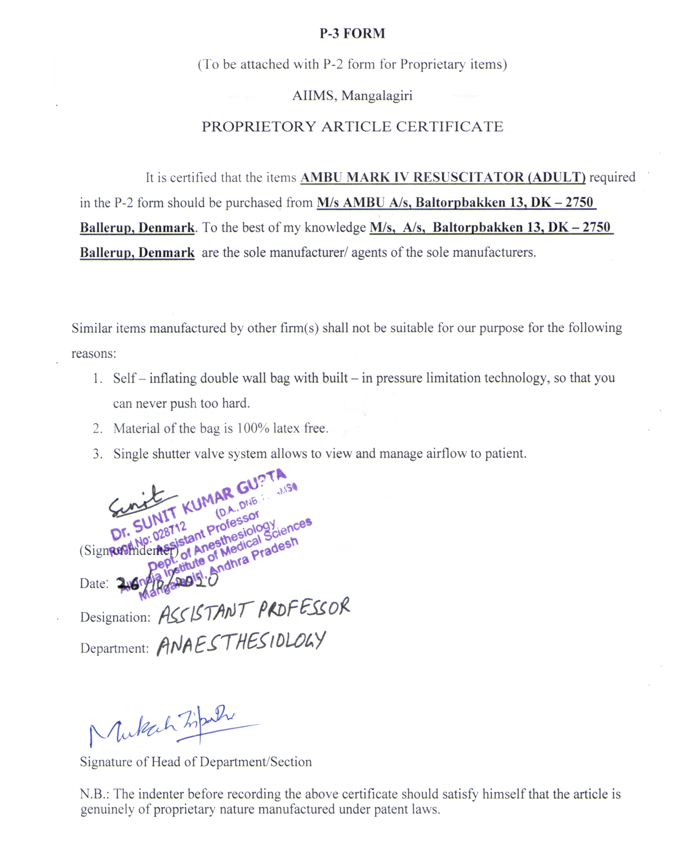 P-3 FORM
(To be attached with P-2 form for Proprietary items)
AIIMS, Mangalagiri
PROPRIETORY ARTICLE CERTIFICATE
It is certified that the items AMBU MARK IV RESUSCITATOR (ADULT) required
in the P-2 form should be purchased from M/s AMBU A/s, Baltorpbakken 13, DK – 2750
Ballerup, Denmark. To the best of my knowledge M/s, A/s, Baltorpbakken 13, DK – 2750
Ballerup, Denmark are the sole manufacturer/ agents of the sole manufacturers.
Similar items manufactured by other firm(s) shall not be suitable for our purpose for the following
reasons:
1. Self – inflating double wall bag with built – in pressure limitation technology, so that you
can never push too hard.
2. Material of the bag is 100% latex free.
3. Single shutter valve system allows to view and manage airflow to patient.
Sunit
Dr. SUNIT KUMAR GUPTA
(D.A., DNB
Regd No: 028712
Assistant Professor
Dept. of Anesthesiology
Institute of Medical Sciences
Mangalagiri, Andhra Pradesh
Date: 26/10/2020
Designation: ASSISTANT PROFESSOR
Department: ANAESTHESIOLOGY
Signature of Head of Department/Section
N.B.: The indenter before recording the above certificate should satisfy himself that the article is
genuinely of proprietary nature manufactured under patent laws.